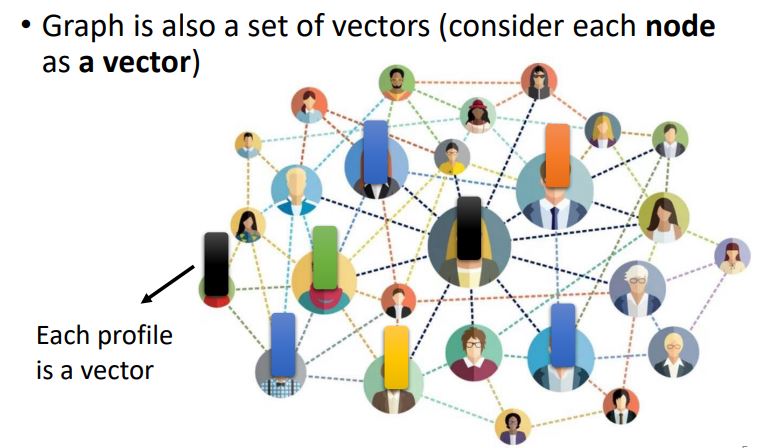 • Graph is also a set of vectors (consider each node
as a vector)
Each profile
is a vector